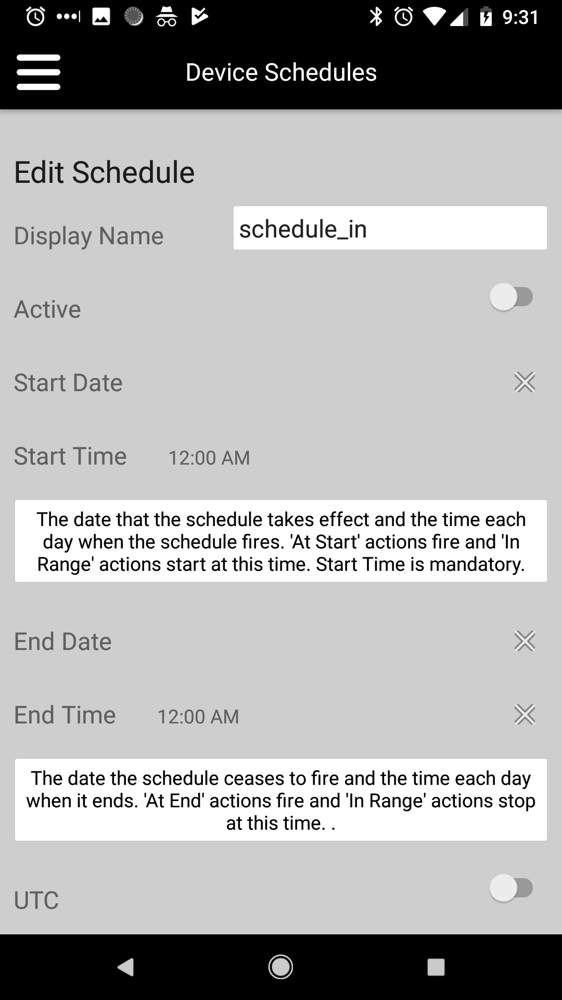 9:31
Device Schedules
Edit Schedule
Display Name
schedule_in
Active
Start Date
Start Time 12:00 AM
The date that the schedule takes effect and the time each
day when the schedule fires. 'At Start' actions fire and 'In
Range' actions start at this time. Start Time is mandatory.
End Date
End Time 12:00 AM
The date the schedule ceases to fire and the time each day
when it ends. 'At End' actions fire and 'In Range' actions stop
at this time. .
UTC